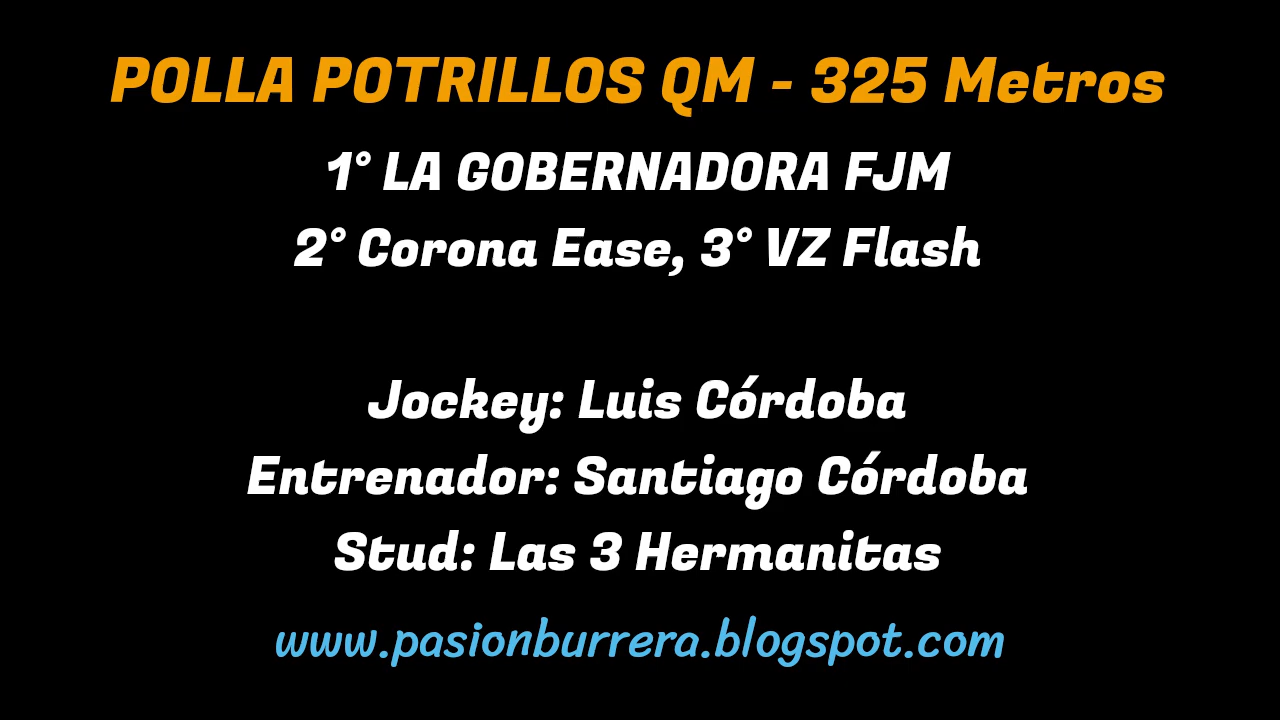 POLLA POTRILLOS QM - 325 Metros
1° LA GOBERNADORA FJM
2° Corona Ease, 3° VZ Flash
Jockey: Luis Córdoba
Entrenador: Santiago Córdoba
Stud: Las 3 Hermanitas
www.pasionburrera.blogspot.com